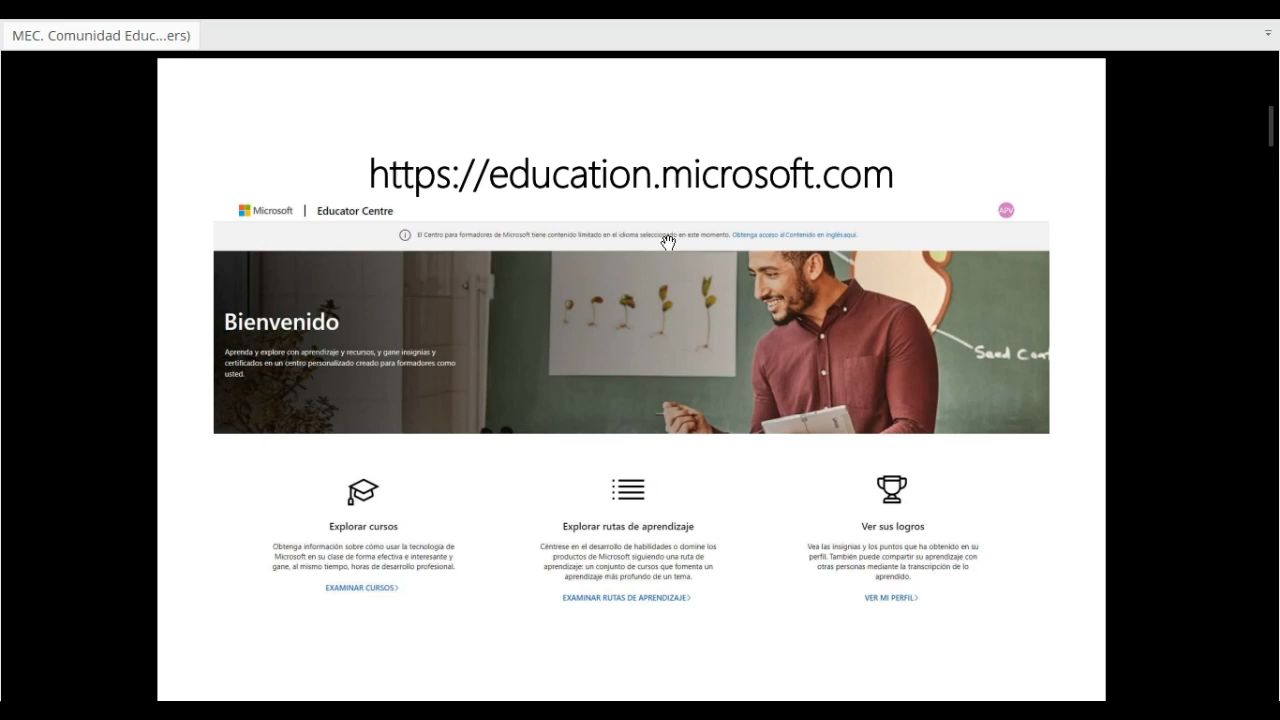 MEC. Comunidad Educ...ers)
https://education.microsoft.com
Microsoft | Educator Centre
APV
El Centro para formadores de Microsoft tiene contenido limitado en el idioma seleccionado en este momento. Obtenga acceso al Contenido en inglés aquí.
Bienvenido
Aprenda y explore con aprendizaje y recursos, y gane insignias y
certificados en un centro personalizado creado para formadores como
usted.
Seed
Explorar cursos
Obtenga información sobre cómo usar la tecnología de
Microsoft en su clase de forma efectiva e interesante y
gane, al mismo tiempo, horas de desarrollo profesional.
EXAMINAR CURSOS>
Explorar rutas de aprendizaje
Céntrese en el desarrollo de habilidades o domine los
productos de Microsoft siguiendo una ruta de
aprendizaje: un conjunto de cursos que fomenta un
aprendizaje más profundo de un tema.
EXAMINAR RUTAS DE APRENDIZAJE>
Ver sus logros
Vea las insignias y los puntos que ha obtenido en su
perfil. También puede compartir su aprendizaje con
otras personas mediante la transcripción de lo
aprendido.
VER MI PERFIL>